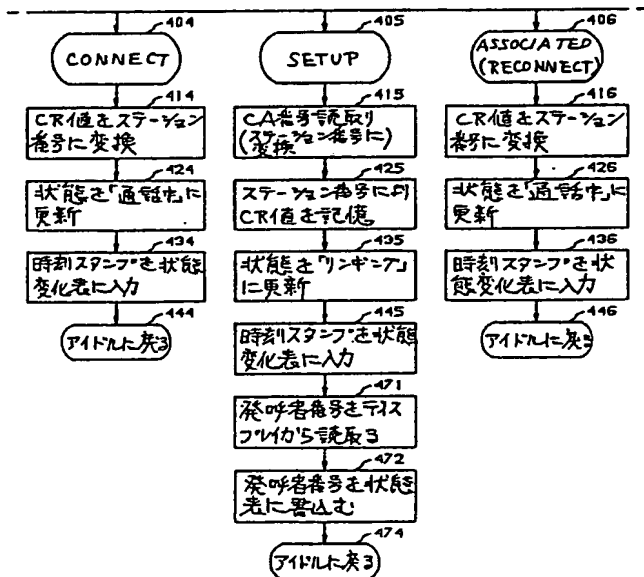 404
CONNECT
414
CR値をステーション
番号に変換
424
状態を「通話中」に
更新
434
時刻スタンプを状態
変化表に入力
444
アイドルに戻る
405
SETUP
415
CA番号読取り
(ステーション番号に)
変換
425
ステーション番号により
CR値を記憶
435
状態を「リンギング」
に更新
445
時刻スタンプを状態
変化表に入力
471
発呼者番号をディス
プレイから読取る
472
発呼者番号を状態
表に書込む
474
アイドルに戻る
406
ASSOCIATED
(RECONNECT)
416
CR値をステーション
番号に変換
426
状態を「通話中」に
更新
436
時刻スタンプを状
態変化表に入力
446
アイドルに戻る